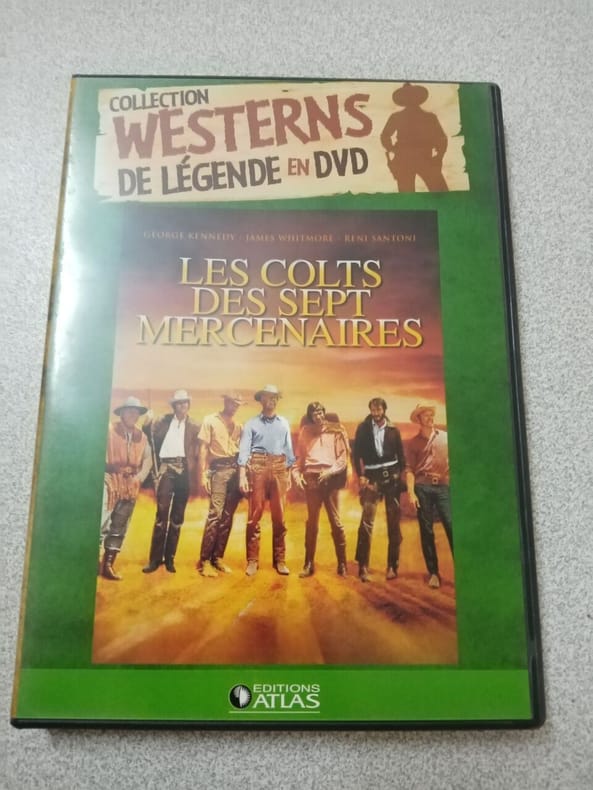 COLLECTION
WESTERNS
DE LÉGENDE EN DVD
GEORGE KENNEDY - JAMES WHITMORE - RENI SANTONI
LES COLTS
DES SEPT
MERCENAIRES
EDITIONS
ATLAS